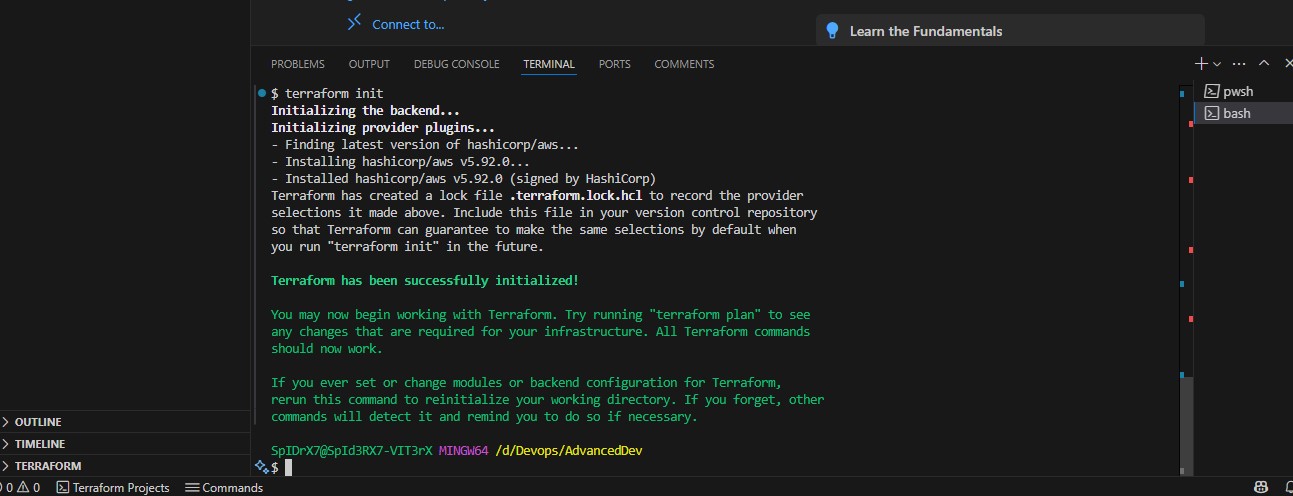 Connect to...
Learn the Fundamentals
PROBLEMS OUTPUT DEBUG CONSOLE TERMINAL PORTS COMMENTS
pwsh
bash
$ terraform init
Initializing the backend...
Initializing provider plugins...
- Finding latest version of hashicorp/aws...
- Installing hashicorp/aws v5.92.0...
- Installed hashicorp/aws v5.92.0 (signed by HashiCorp)
Terraform has created a lock file .terraform.lock.hcl to record the provider
selections it made above. Include this file in your version control repository
so that Terraform can guarantee to make the same selections by default when
you run "terraform init" in the future.
Terraform has been successfully initialized!
You may now begin working with Terraform. Try running "terraform plan" to see
any changes that are required for your infrastructure. All Terraform commands
should now work.
If you ever set or change modules or backend configuration for Terraform,
rerun this command to reinitialize your working directory. If you forget, other
commands will detect it and remind you to do so if necessary.
SpIDrX7@SpId3RX7-VIT3rX MINGW64 /d/Devops/AdvancedDev
$
OUTLINE
TIMELINE
TERRAFORM
0 0 Terraform Projects Commands